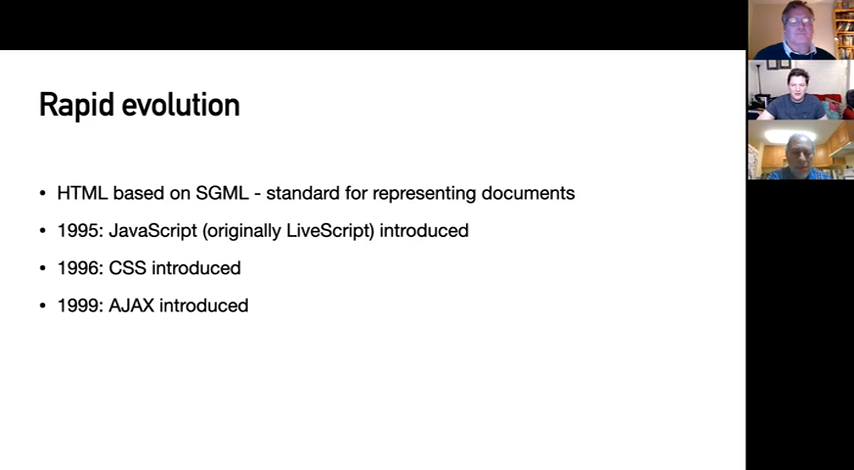 Rapid evolution
• HTML based on SGML - standard for representing documents
• 1995: JavaScript (originally LiveScript) introduced
• 1996: CSS introduced
• 1999: AJAX introduced